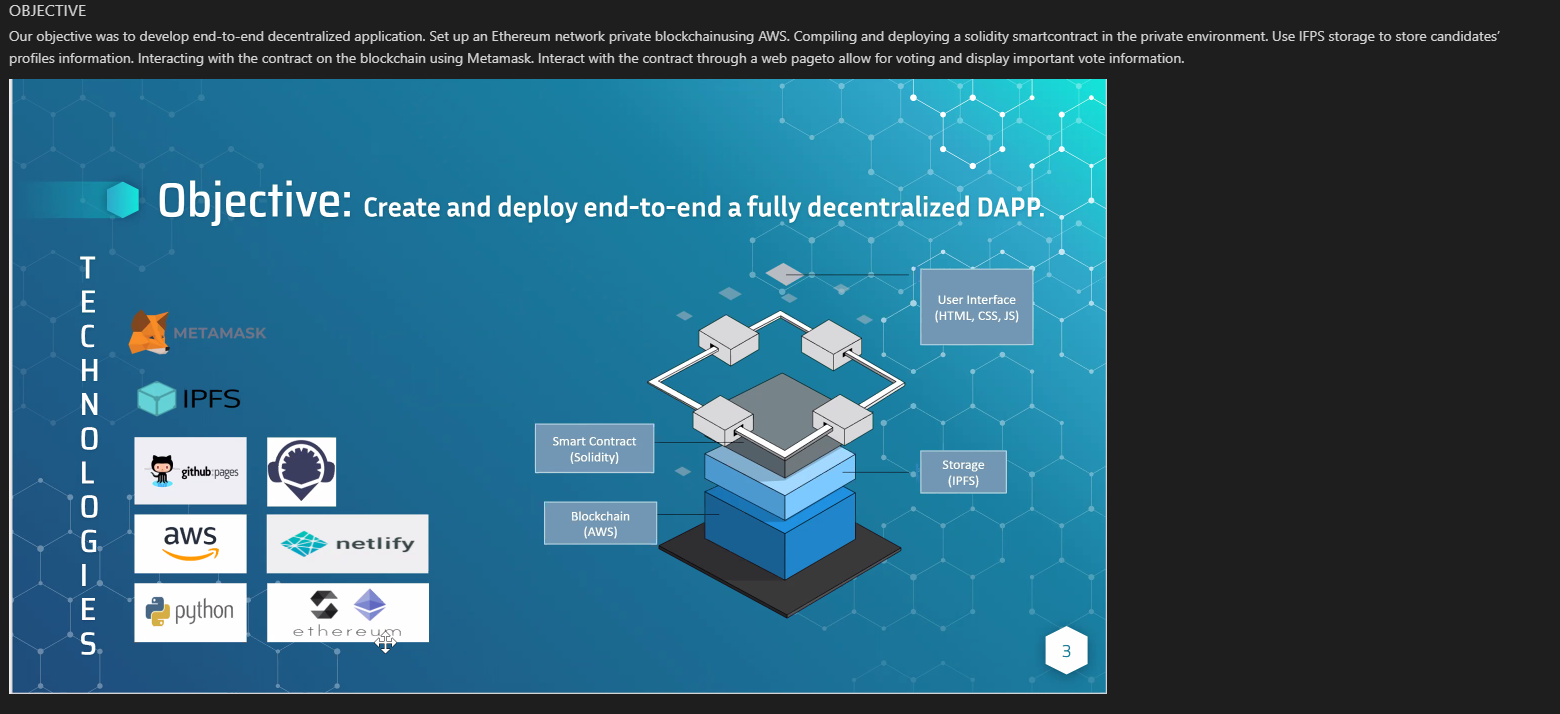 OBJECTIVE
Our objective was to develop end-to-end decentralized application. Set up an Ethereum network private blockchainusing AWS. Compiling and deploying a solidity smartcontract in the private environment. Use IFPS storage to store candidates'
profiles information. Interacting with the contract on the blockchain using Metamask. Interact with the contract through a web pageto allow for voting and display important vote information.
Objective: Create and deploy end-to-end a fully decentralized DAPP.
TECHNOLOGIES
METAMASK
IPFS
github:pages
aws
netlify
python
ethereum
User Interface
(HTML, CSS, JS)
Smart Contract
(Solidity)
Storage
(IPFS)
Blockchain
(AWS)
3